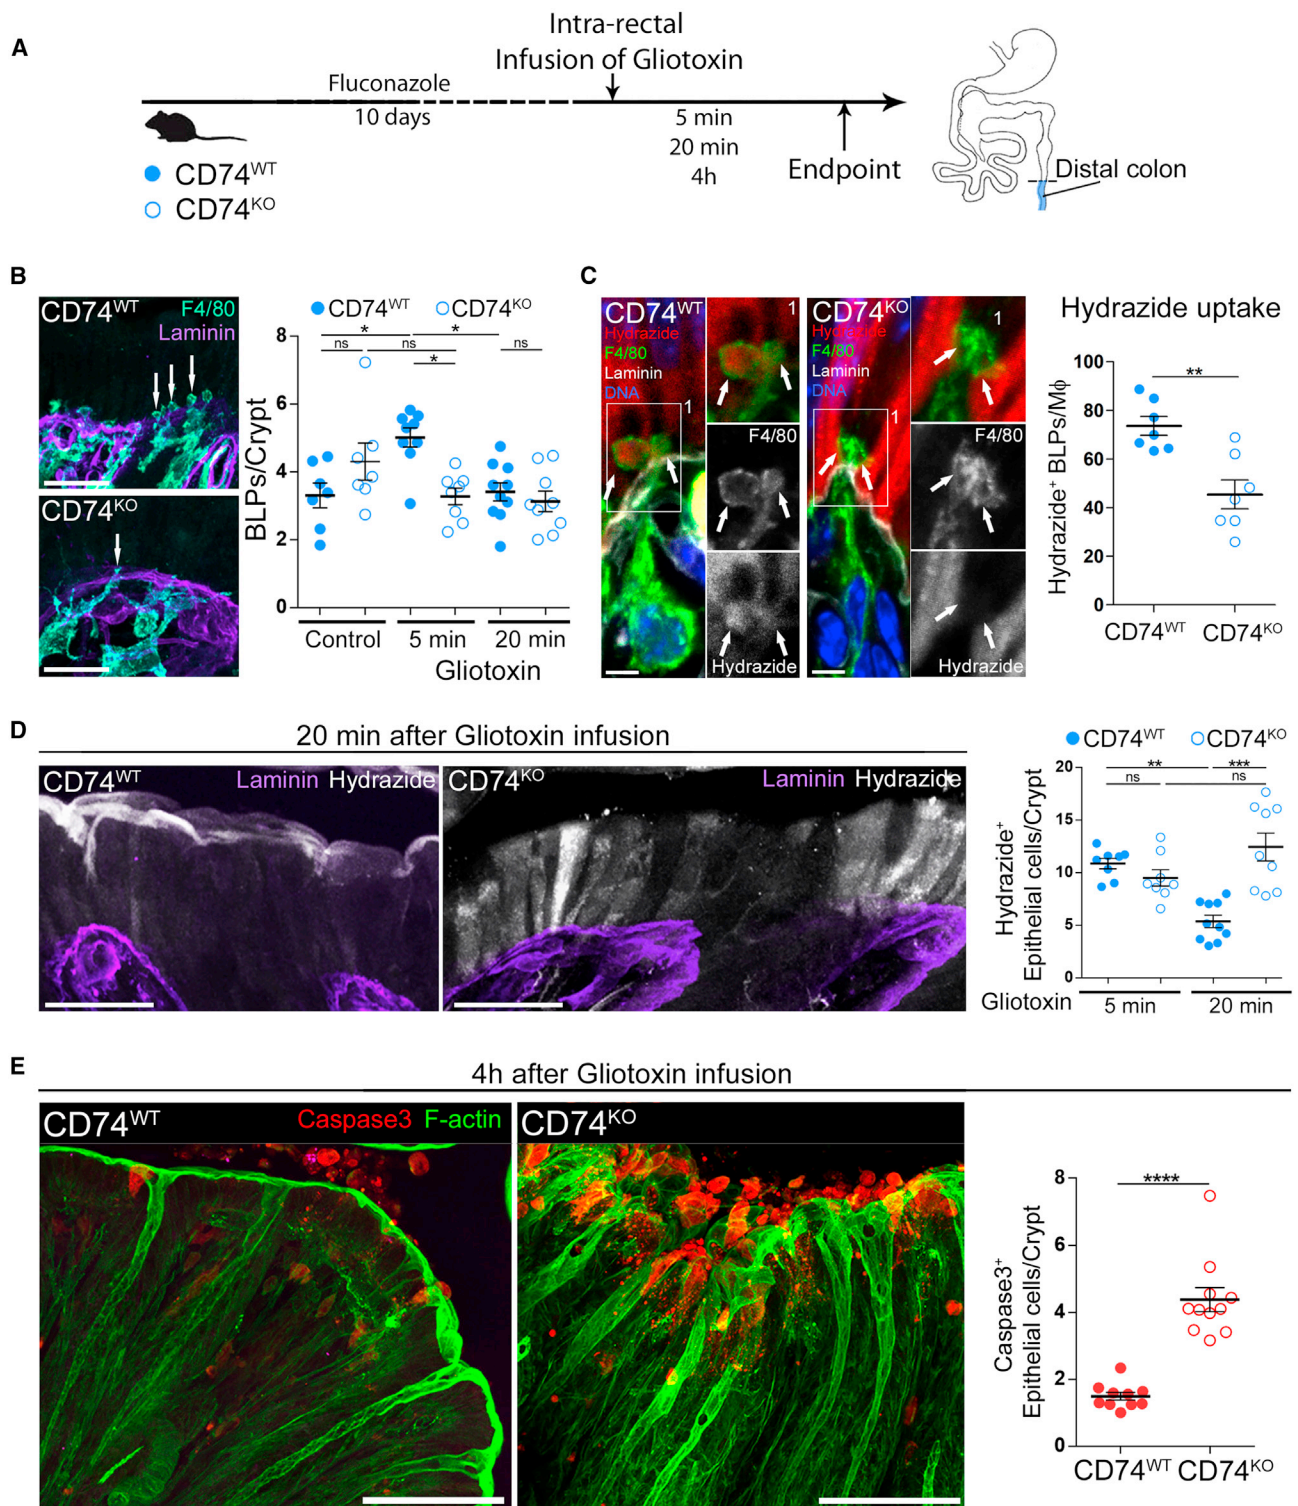 A
Intra-rectal
Infusion of Gliotoxin
Fluconazole
10 days
5 min
20 min
4h
Endpoint
Distal colon
CD74WT
CD74KO
B
CD74WT
F4/80
Laminin
CD74KO
CD74WT CD74KO
BLPs/Crypt
8
6
4
2
0
* *
ns ns ns
*
Control 5 min 20 min
Gliotoxin
C
CD74WT
Hydrazide
F4/80
Laminin
DNA
1
1
F4/80
Hydrazide
CD74KO
Hydrazide
F4/80
Laminin
DNA
1
1
F4/80
Hydrazide
Hydrazide uptake
Hydrazide+ BLPs/Mϕ
100
80
60
40
20
0
**
CD74WT CD74KO
D
20 min after Gliotoxin infusion
CD74WT
Laminin Hydrazide
CD74KO
Laminin Hydrazide
CD74WT CD74KO
Hydrazide+
Epithelial cells/Crypt
20
15
10
5
0
** ***
ns ns
Gliotoxin 5 min 20 min
E
4h after Gliotoxin infusion
CD74WT
Caspase3 F-actin
CD74KO
Caspase3+
Epithelial cells/Crypt
8
6
4
2
0
****
CD74WT CD74KO